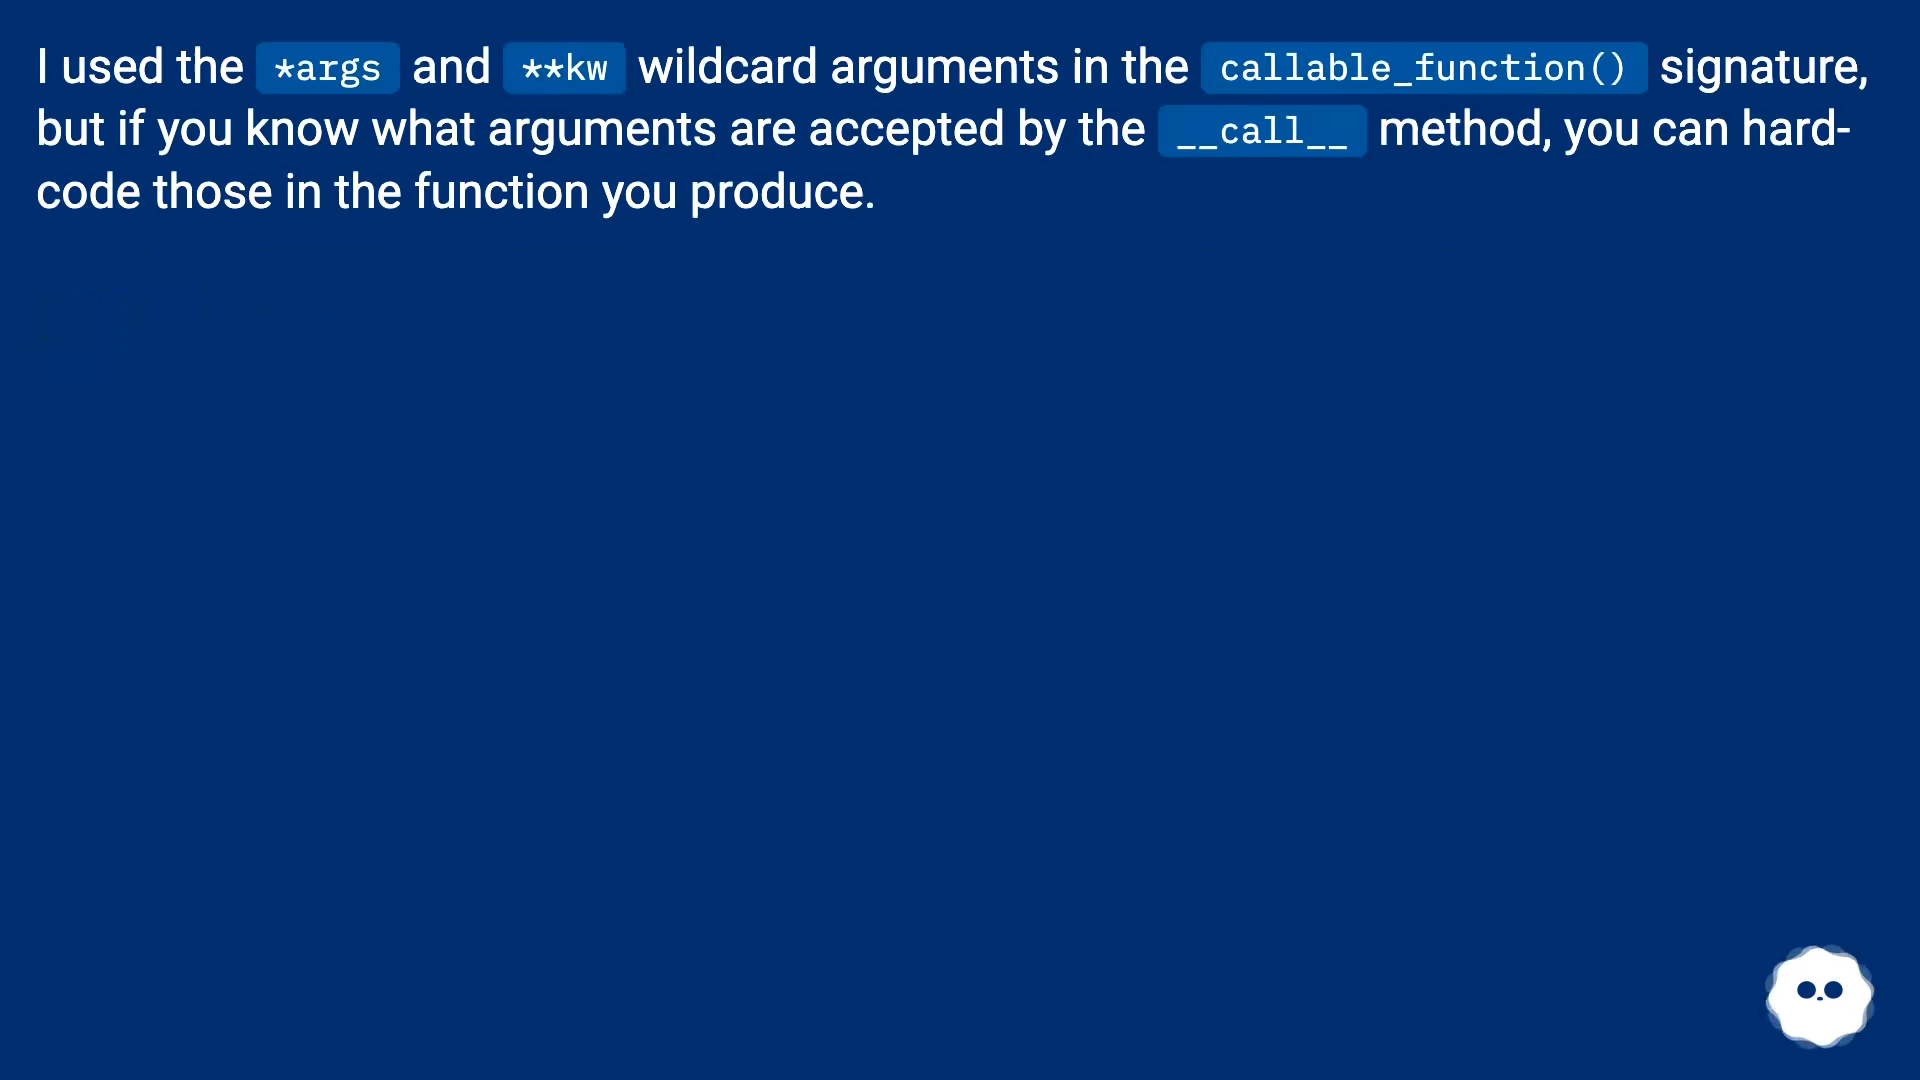 I used the *args and **kw wildcard arguments in the callable_function() signature,
but if you know what arguments are accepted by the __call__ method, you can hard-
code those in the function you produce.